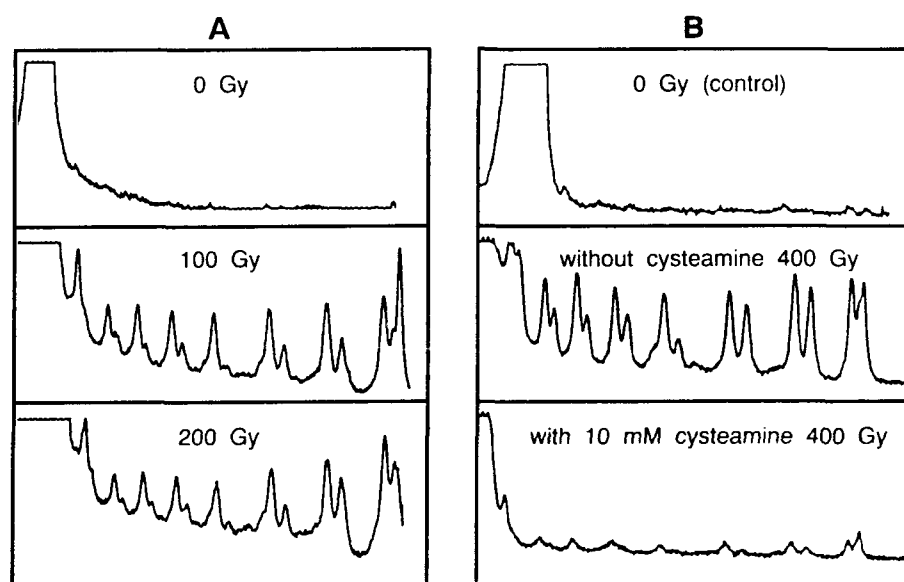 A
0 Gy
100 Gy
200 Gy
B
0 Gy (control)
without cysteamine 400 Gy
with 10 mM cysteamine 400 Gy